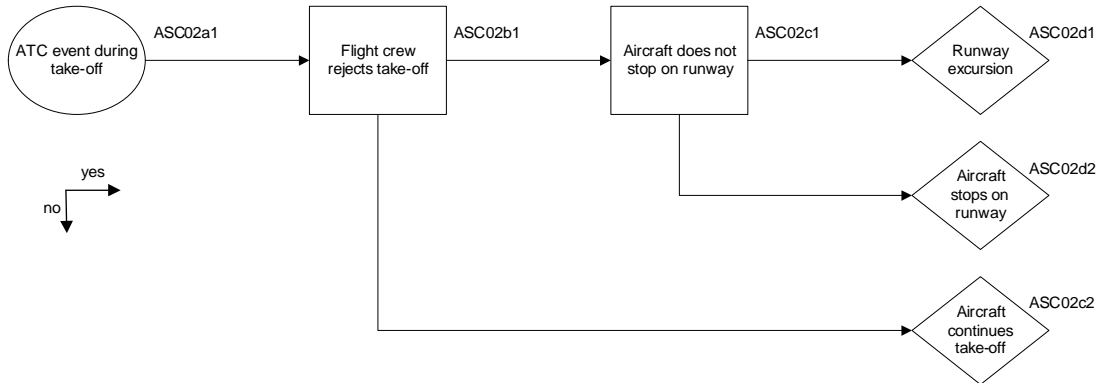 ASC02a1
ATC event during
take-off
ASC02b1
Flight crew
rejects take-off
ASC02c1
Aircraft does not
stop on runway
ASC02d1
Runway
excursion
yes
no
ASC02d2
Aircraft
stops on
runway
ASC02c2
Aircraft
continues
take-off